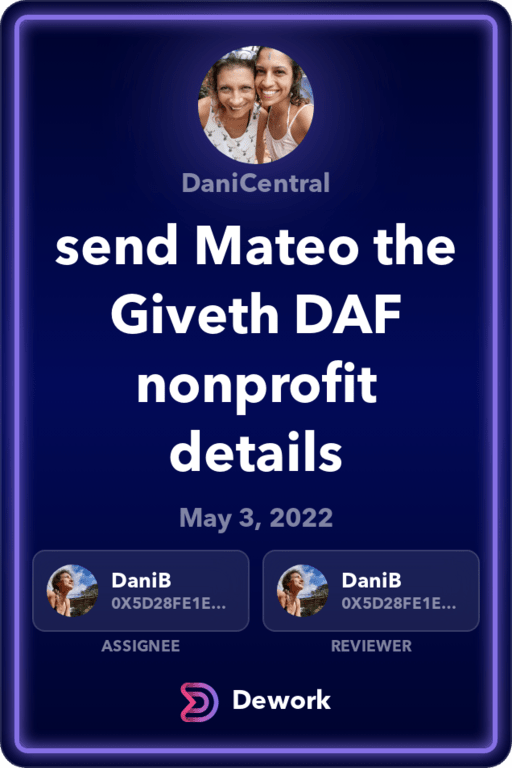 DaniCentral
send Mateo the
Giveth DAF
nonprofit
details
May 3, 2022
DaniB
0X5D28FE1E...
DaniB
0X5D28FE1E...
ASSIGNEE
REVIEWER
Dework